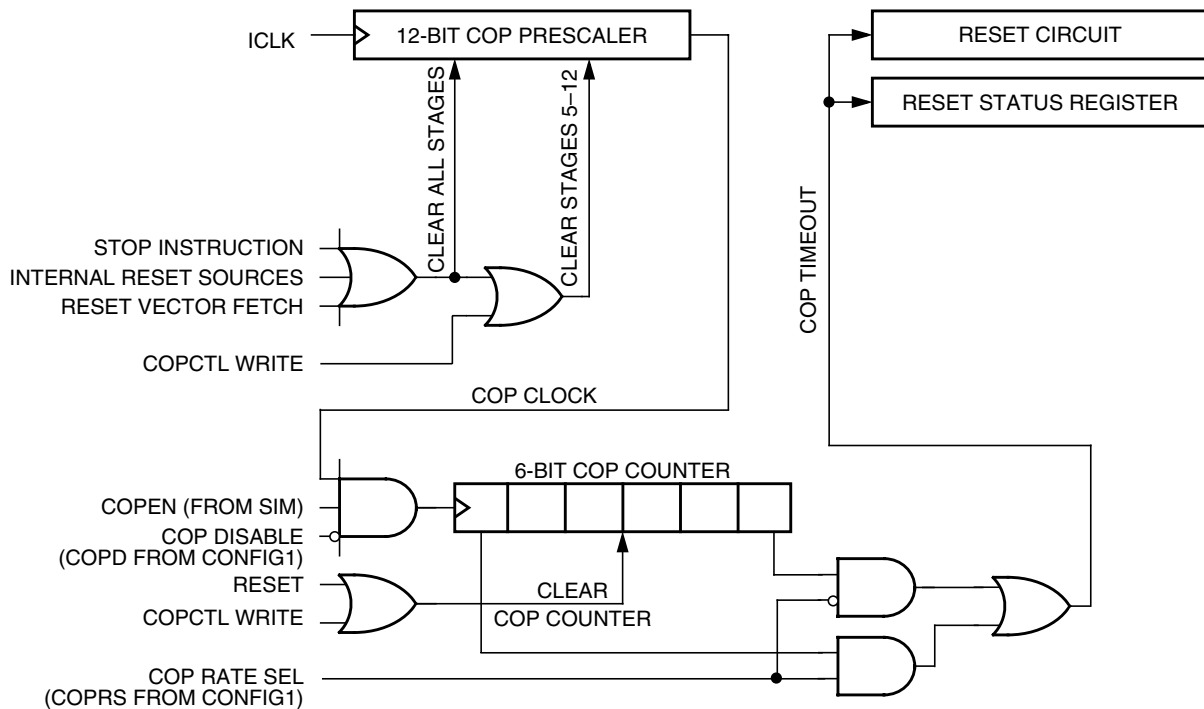 ICLK
12-BIT COP PRESCALER
RESET CIRCUIT
RESET STATUS REGISTER
CLEAR ALL STAGES
CLEAR STAGES 5–12
COP TIMEOUT
STOP INSTRUCTION
INTERNAL RESET SOURCES
RESET VECTOR FETCH
COPCTL WRITE
COP CLOCK
6-BIT COP COUNTER
COPEN (FROM SIM)
COP DISABLE
(COPD FROM CONFIG1)
RESET
COPCTL WRITE
CLEAR
COP COUNTER
COP RATE SEL
(COPRS FROM CONFIG1)